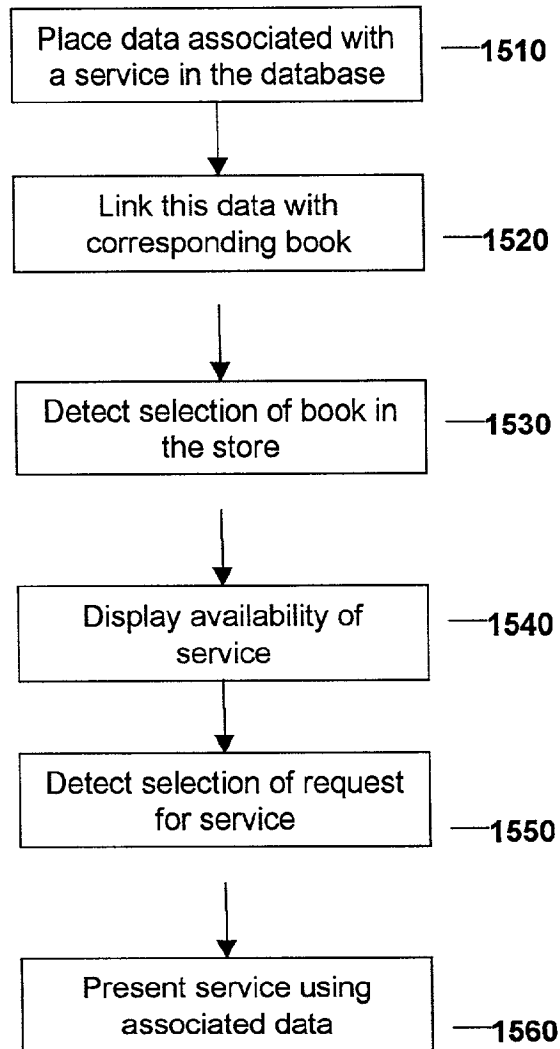 Place data associated with
a service in the database
1510
Link this data with
corresponding book
1520
Detect selection of book in
the store
1530
Display availability of
service
1540
Detect selection of request
for service
1550
Present service using
associated data
1560